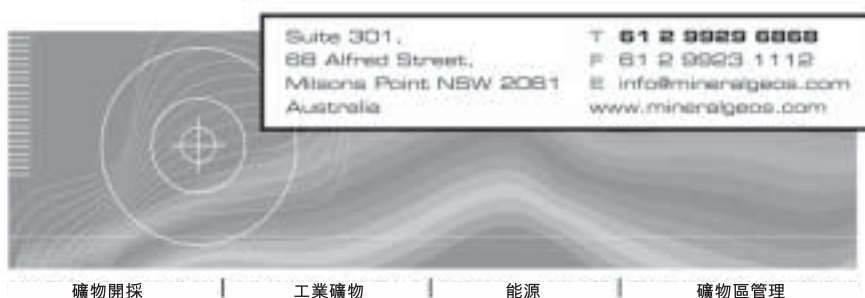 Suite 301,
68 Alfred Street,
Milsons Point NSW 2061
Australia
T 61 2 9929 6868
F 61 2 9923 1112
E info@mineralgeos.com
www.mineralgeos.com
礦物開採 | 工業礦物 | 能源 | 礦物區管理